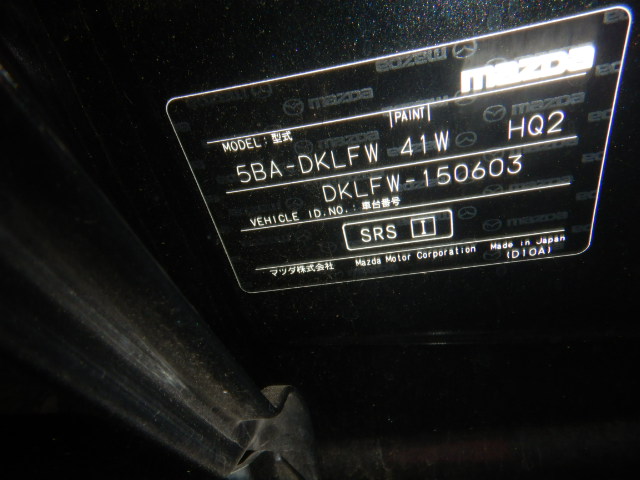 mazda
PAINT
MODEL : 型式
5BA-DKLFW 41W HQ2
DKLFW-150603
VEHICLE ID.NO. : 車台番号
SRS I
マツダ株式会社 Mazda Motor Corporation Made in Japan
(D10A)